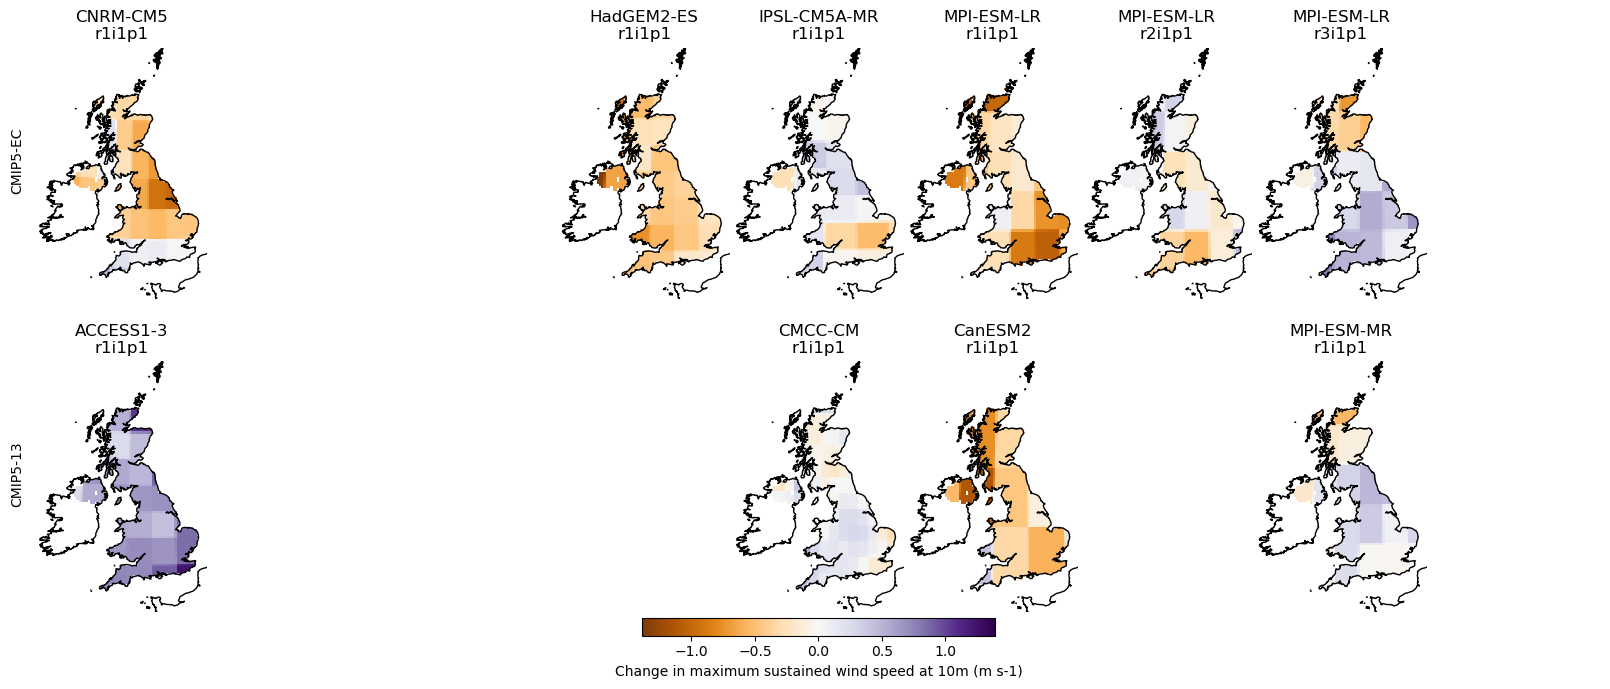 CNRM-CM5
r1i1p1
HadGEM2-ES
r1i1p1
IPSL-CM5A-MR
r1i1p1
MPI-ESM-LR
r1i1p1
MPI-ESM-LR
r2i1p1
MPI-ESM-LR
r3i1p1
CMIP5-EC
ACCESS1-3
r1i1p1
CMCC-CM
r1i1p1
CanESM2
r1i1p1
MPI-ESM-MR
r1i1p1
CMIP5-13
−1.0 −0.5 0.0 0.5 1.0
Change in maximum sustained wind speed at 10m (m s-1)